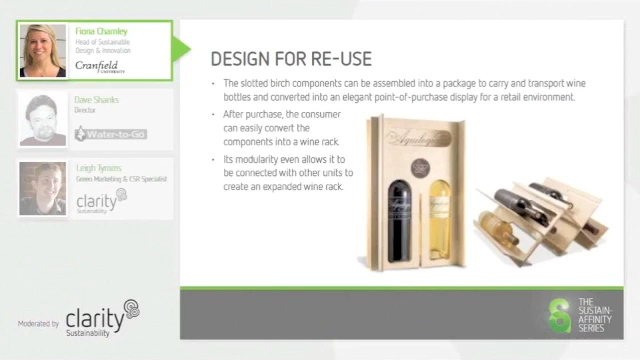 Fiona Charnley
Head of Sustainable
Design & Innovation
Cranfield
UNIVERSITY
Dave Shanks
Director
Water-to-Go
Leigh Tymms
Green Marketing & CSR Specialist
clarity
Sustainability
Moderated by
clarity
Sustainability
DESIGN FOR RE-USE
• The slotted birch components can be assembled into a package to carry and transport wine
bottles and converted into an elegant point-of-purchase display for a retail environment.
• After purchase, the consumer
can easily convert the
components into a wine rack.
• Its modularity even allows it to
be connected with other units to
create an expanded wine rack.
THE
SUSTAIN-
AFFINITY
SERIES